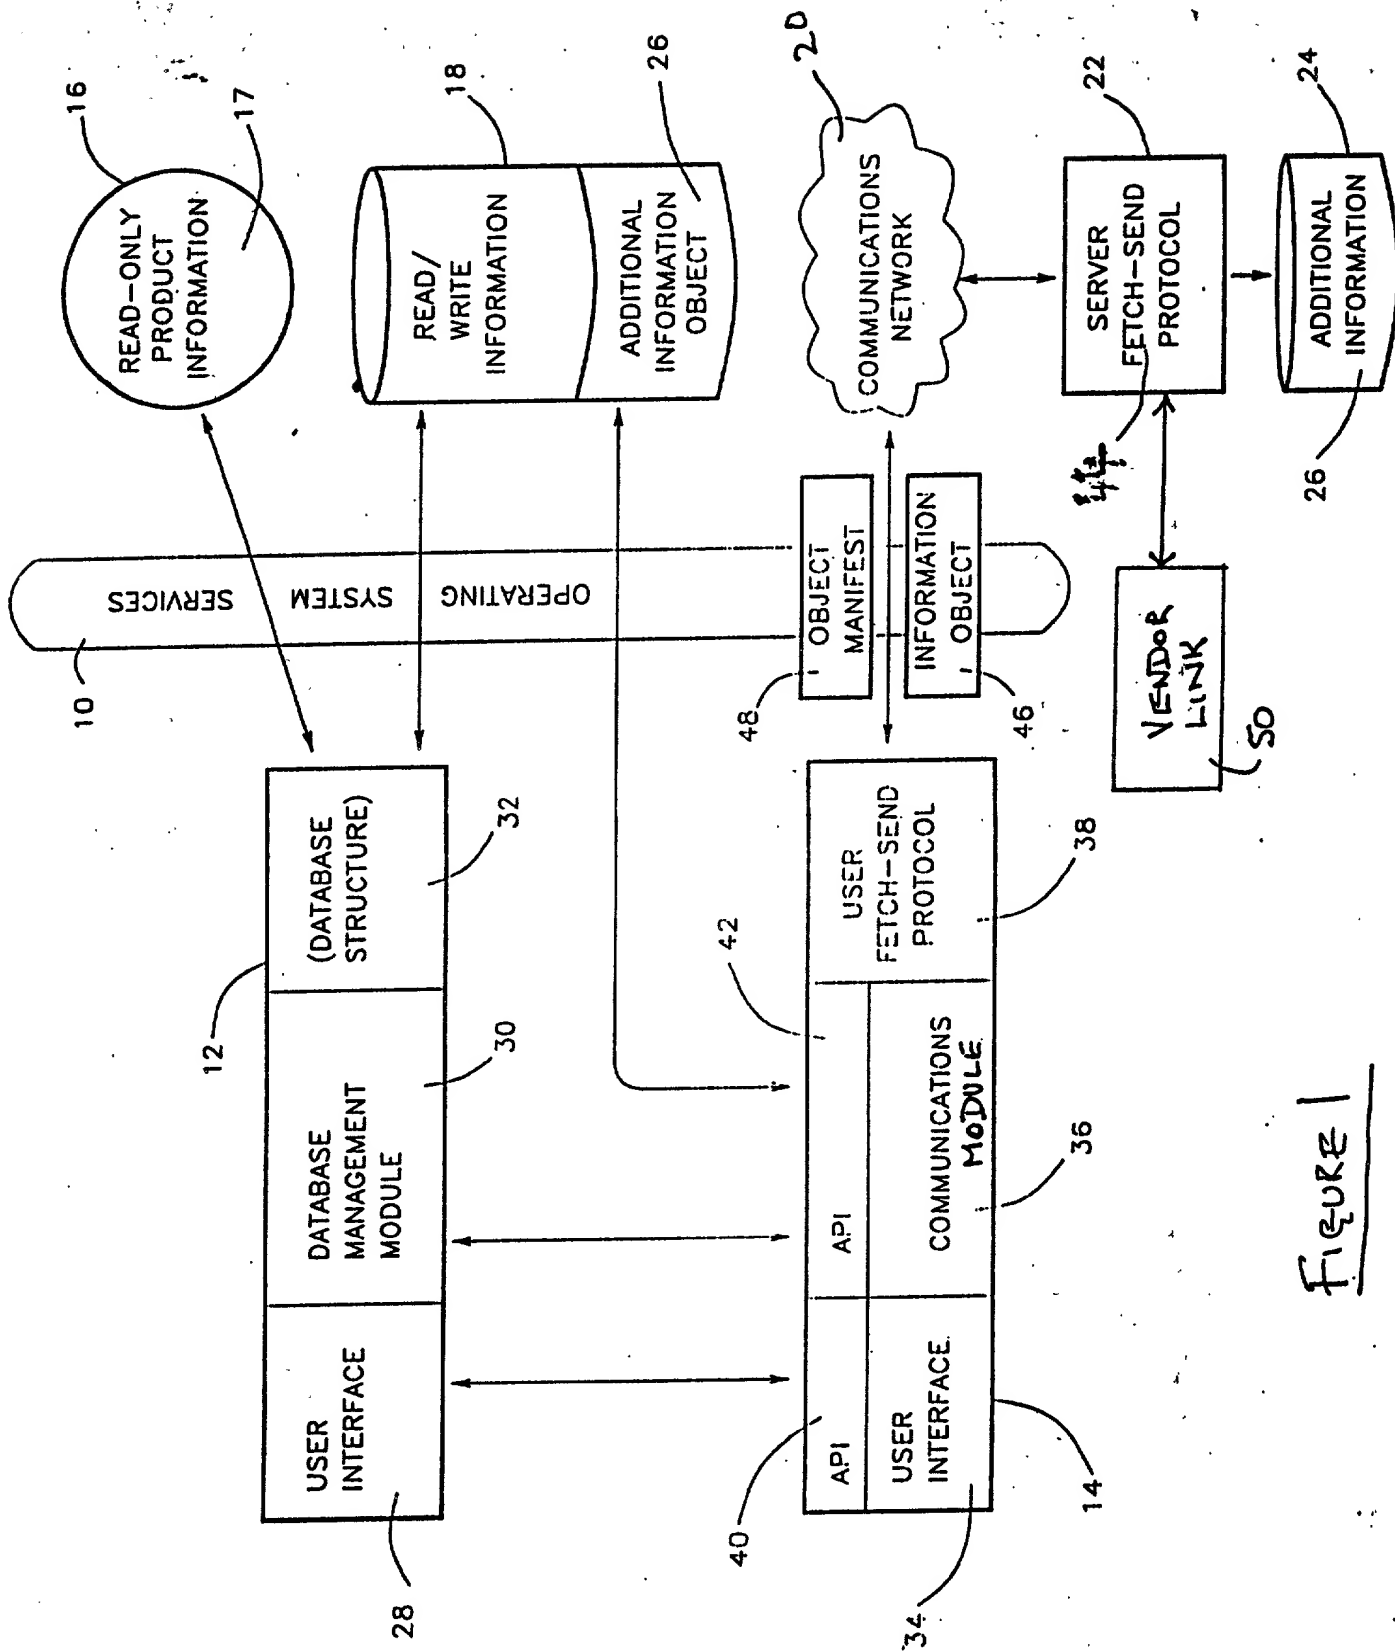 16
READ-ONLY
PRODUCT
INFORMATION
17
18
READ/
WRITE
INFORMATION
26
ADDITIONAL
INFORMATION
OBJECT
20
COMMUNICATIONS
NETWORK
22
SERVER
FETCH-SEND
PROTOCOL
44
24
ADDITIONAL
INFORMATION
26
10
OPERATING SYSTEM SERVICES
48
OBJECT
MANIFEST
INFORMATION
OBJECT
46
VENDOR
LINK
50
12
USER
INTERFACE
28
DATABASE
MANAGEMENT
MODULE
30
(DATABASE
STRUCTURE)
32
40
API
USER
INTERFACE
34
14
API
42
COMMUNICATIONS
MODULE
36
USER
FETCH-SEND
PROTOCOL
38
FIGURE 1